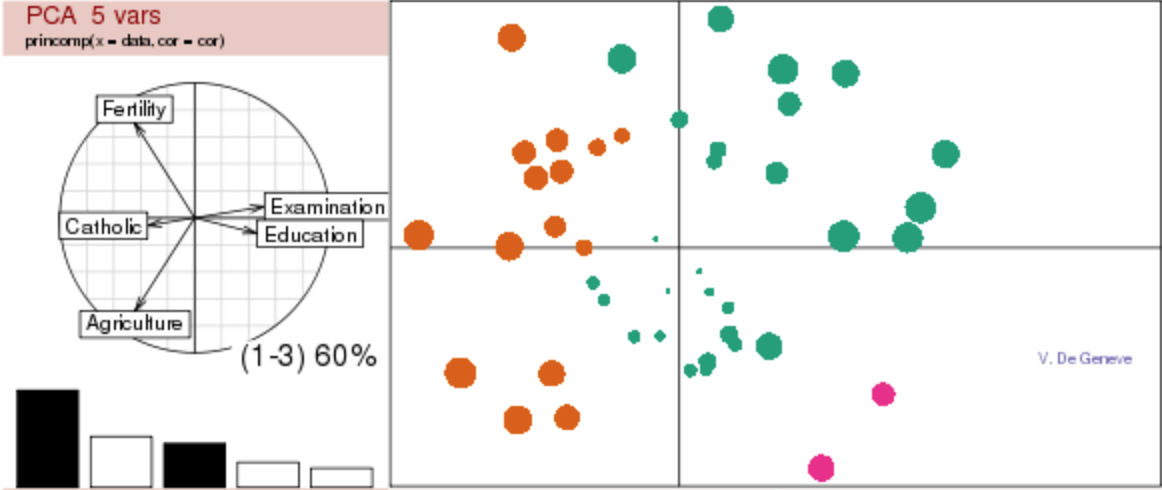 PCA 5 vars
princomp(x = data, cor = cor)
Fertility
Examination
Catholic
Education
Agriculture
(1-3) 60%
V. De Geneve